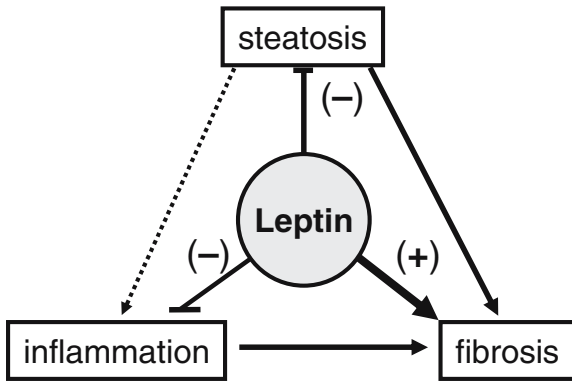 steatosis
(−)
Leptin
(−)
(+)
inflammation
fibrosis